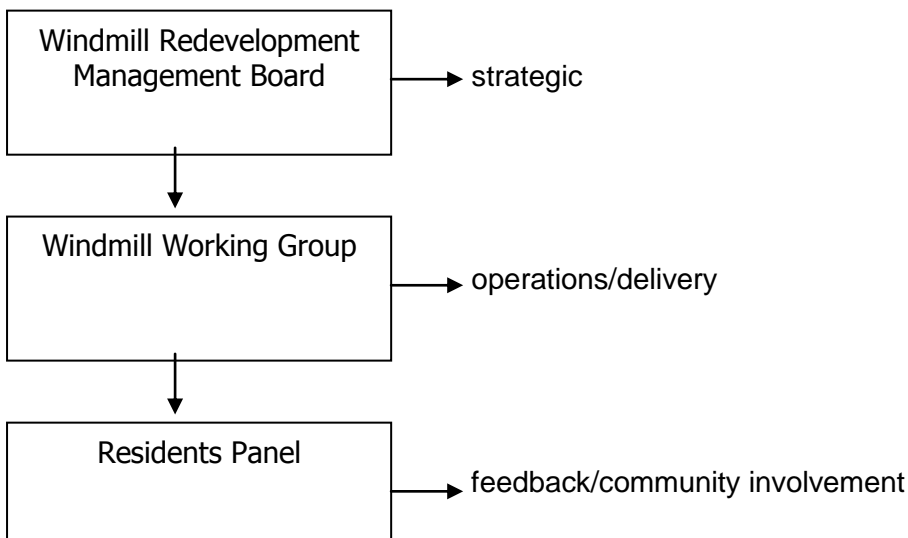 Windmill Redevelopment
Management Board
strategic
Windmill Working Group
operations/delivery
Residents Panel
feedback/community involvement